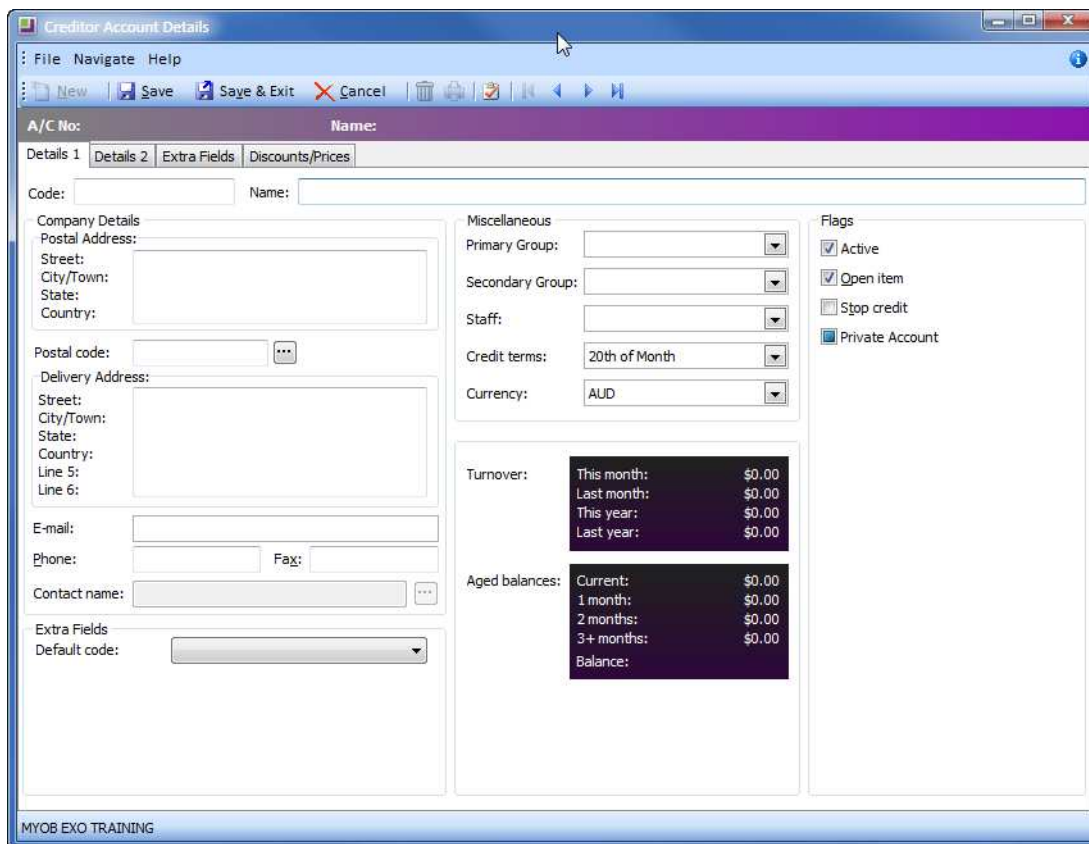 Creditor Account Details
File Navigate Help
New Save Save & Exit Cancel
A/C No: Name:
Details 1 Details 2 Extra Fields Discounts/Prices
Code: Name:
Company Details
Postal Address:
Street:
City/Town:
State:
Country:
Postal code:
Delivery Address:
Street:
City/Town:
State:
Country:
Line 5:
Line 6:
E-mail:
Phone: Fax:
Contact name:
Extra Fields
Default code:
Miscellaneous
Primary Group:
Secondary Group:
Staff:
Credit terms: 20th of Month
Currency: AUD
Turnover: This month: $0.00
Last month: $0.00
This year: $0.00
Last year: $0.00
Aged balances: Current: $0.00
1 month: $0.00
2 months: $0.00
3+ months: $0.00
Balance:
Flags
Active
Open item
Stop credit
Private Account
MYOB EXO TRAINING